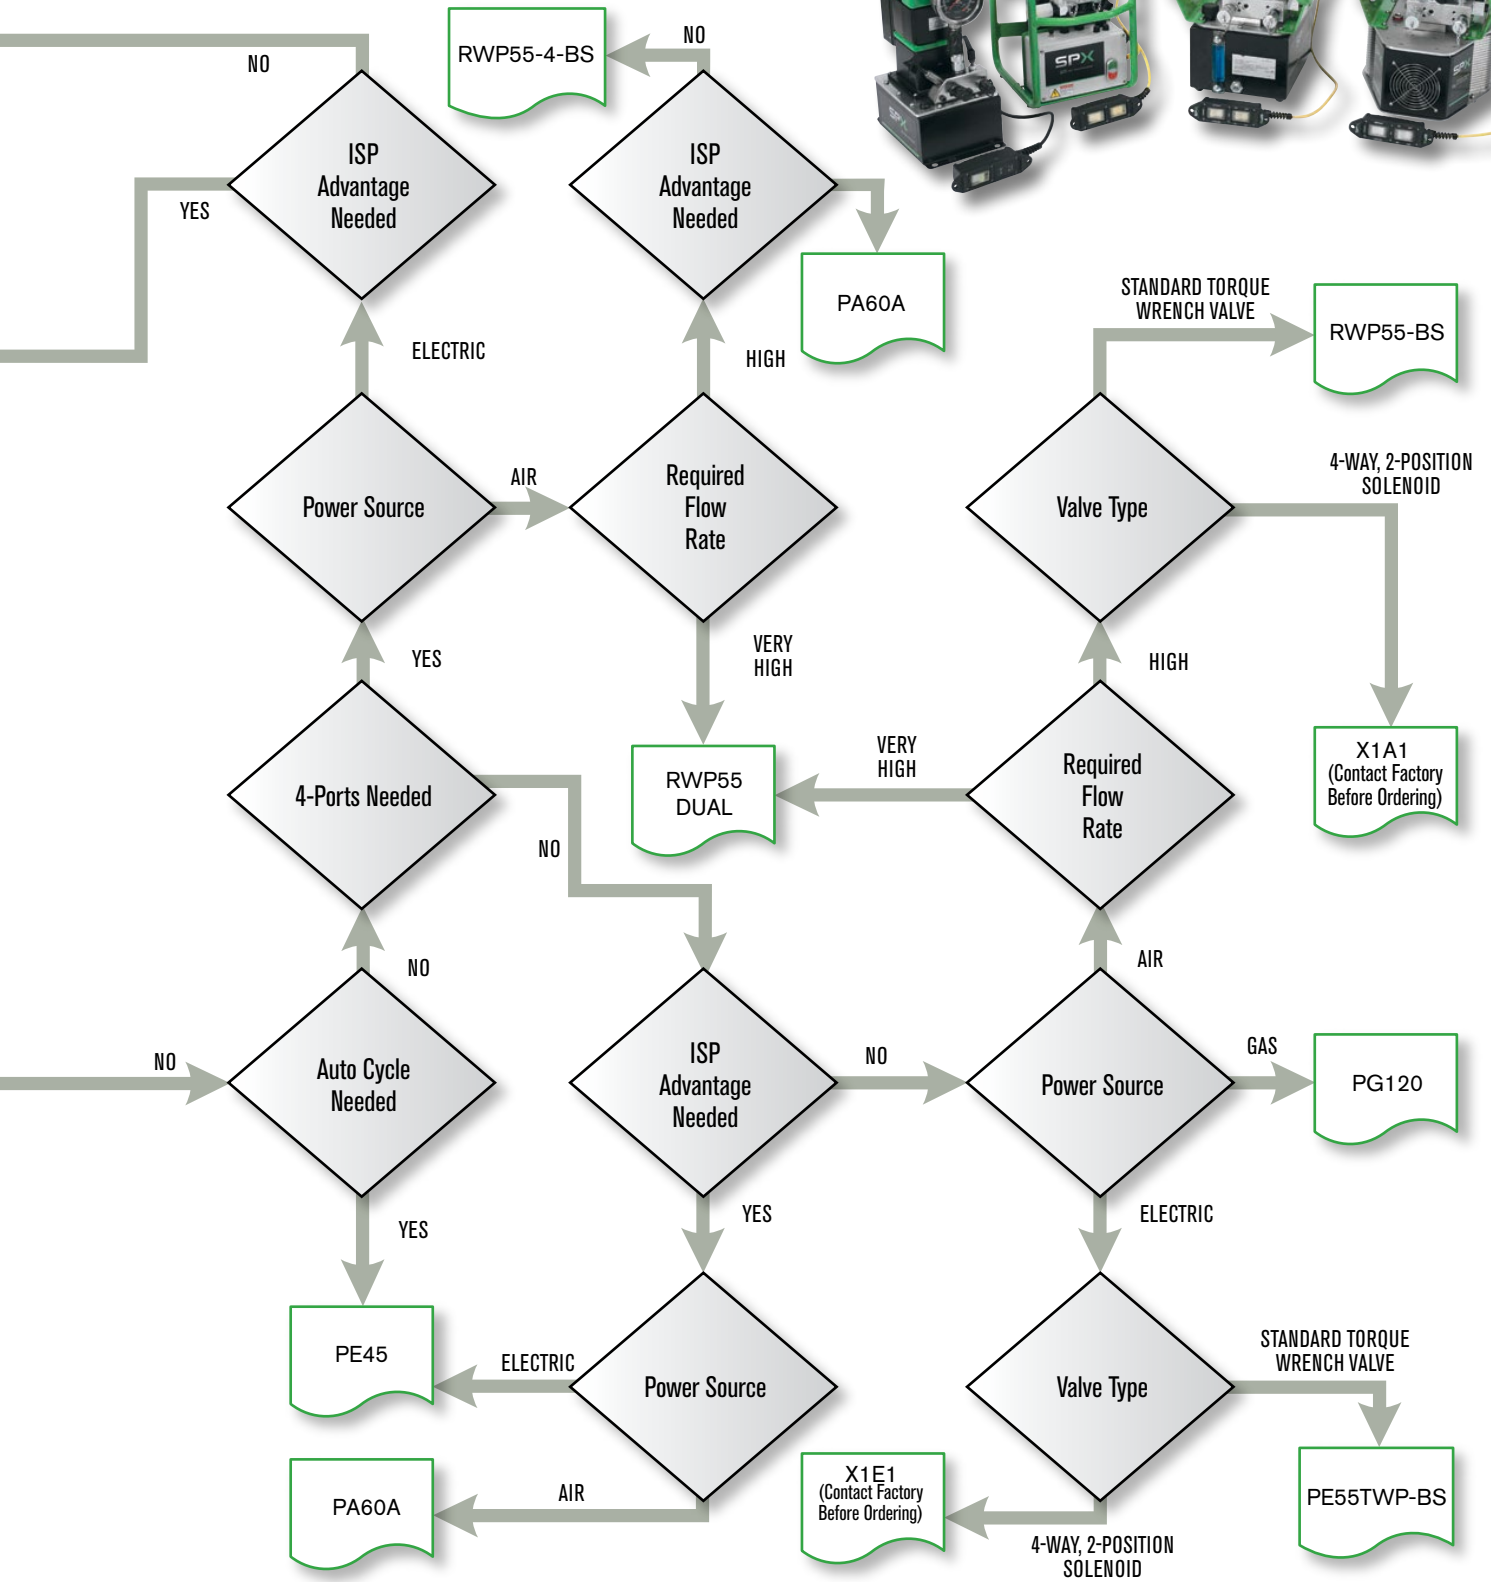 NO
RWP55-4-BS
NO
SPX
SPX
SPX
ISP
Advantage
Needed
YES
ISP
Advantage
Needed
PA60A
STANDARD TORQUE
WRENCH VALVE
RWP55-BS
ELECTRIC
HIGH
Power Source
AIR
Required
Flow
Rate
Valve Type
4-WAY, 2-POSITION
SOLENOID
YES
VERY
HIGH
HIGH
4-Ports Needed
NO
RWP55
DUAL
VERY
HIGH
Required
Flow
Rate
X1A1
(Contact Factory
Before Ordering)
NO
AIR
NO
Auto Cycle
Needed
ISP
Advantage
Needed
NO
Power Source
GAS
PG120
YES
YES
ELECTRIC
PE45
ELECTRIC
Power Source
Valve Type
STANDARD TORQUE
WRENCH VALVE
PA60A
AIR
X1E1
(Contact Factory
Before Ordering)
4-WAY, 2-POSITION
SOLENOID
PE55TWP-BS